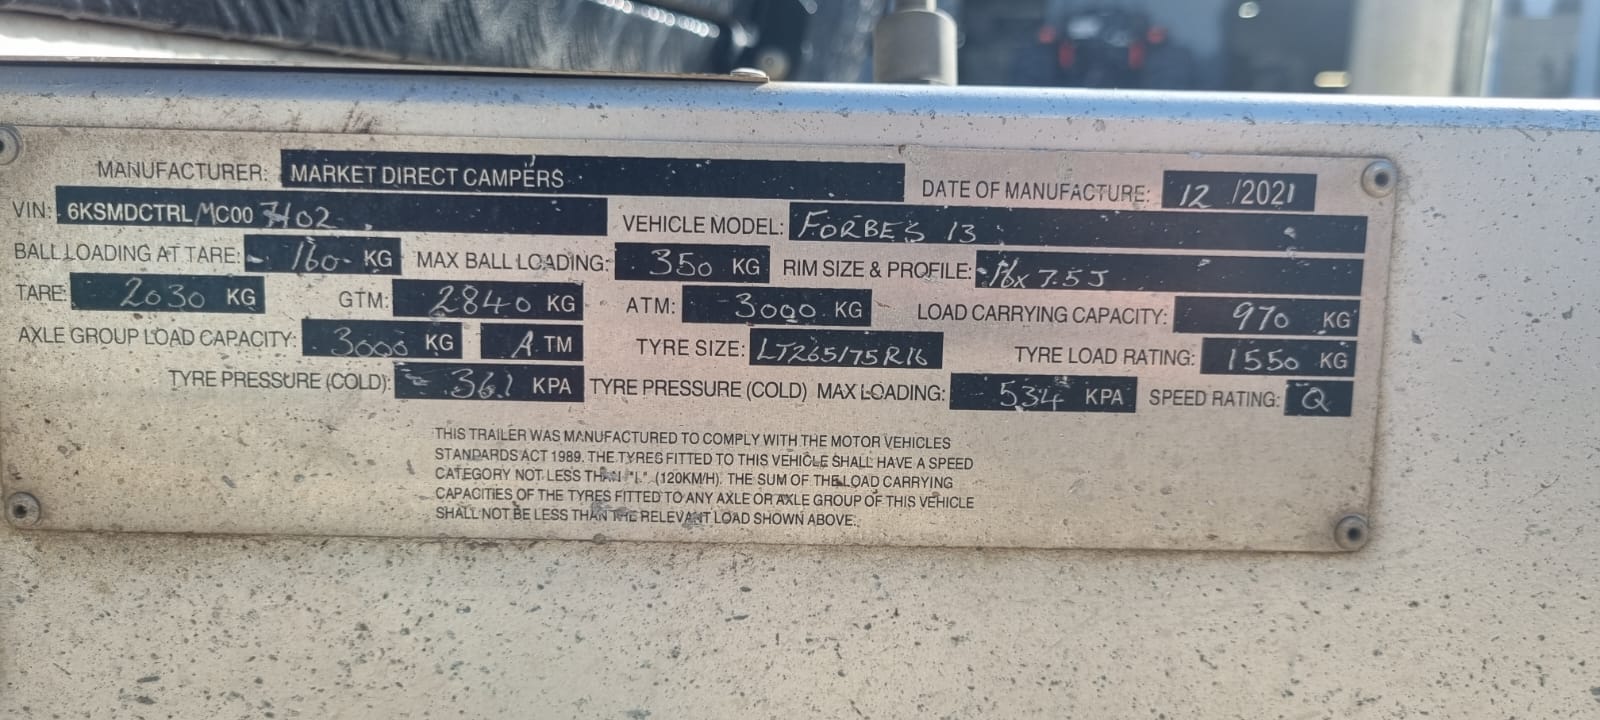 MANUFACTURER: MARKET DIRECT CAMPERS DATE OF MANUFACTURE: 12 /2021
VIN: 6KSMDCTRLMC00 7402 VEHICLE MODEL: FORBES 13
BALL LOADING AT TARE: 160 KG MAX BALL LOADING: 350 KG RIM SIZE & PROFILE: 16x 7.5J
TARE: 2030 KG GTM: 2840 KG ATM: 3000 KG LOAD CARRYING CAPACITY: 970 KG
AXLE GROUP LOAD CAPACITY: 3000 KG A TM TYRE SIZE: LT265/75R16 TYRE LOAD RATING: 1550 KG
TYRE PRESSURE (COLD): 361 KPA TYRE PRESSURE (COLD) MAX LOADING: 534 KPA SPEED RATING: Q
THIS TRAILER WAS MANUFACTURED TO COMPLY WITH THE MOTOR VEHICLES
STANDARDS ACT 1989. THE TYRES FITTED TO THIS VEHICLE SHALL HAVE A SPEED
CATEGORY NOT LESS THAN "L" (120KM/H). THE SUM OF THE LOAD CARRYING
CAPACITIES OF THE TYRES FITTED TO ANY AXLE OR AXLE GROUP OF THIS VEHICLE
SHALL NOT BE LESS THAN THE RELEVANT LOAD SHOWN ABOVE.